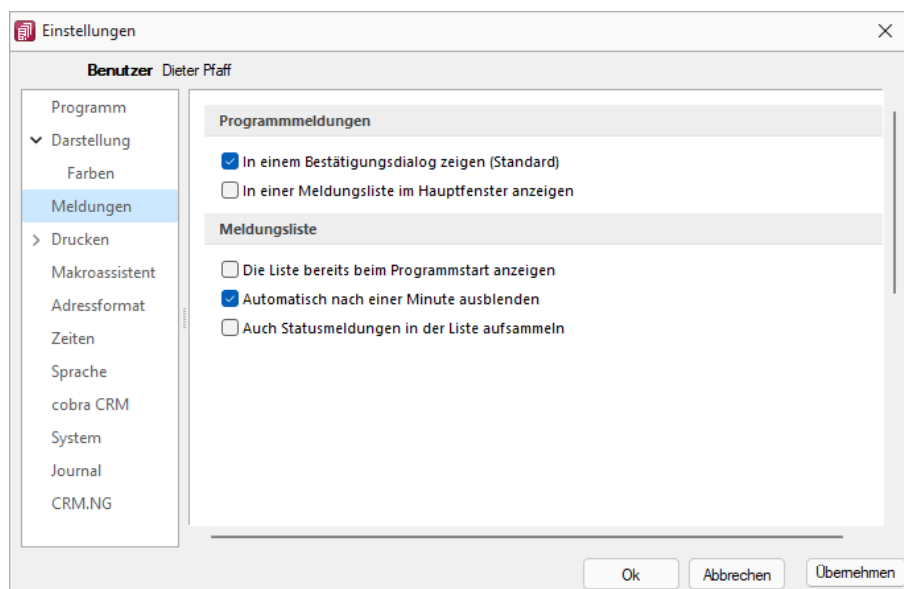 Einstellungen
Benutzer Dieter Pfaff
Programm
Darstellung
Farben
Meldungen
Drucken
Makroassistent
Adressformat
Zeiten
Sprache
cobra CRM
System
Journal
CRM.NG
Programmmeldungen
In einem Bestätigungsdialog zeigen (Standard)
In einer Meldungsliste im Hauptfenster anzeigen
Meldungsliste
Die Liste bereits beim Programmstart anzeigen
Automatisch nach einer Minute ausblenden
Auch Statusmeldungen in der Liste aufsammeln
Ok Abbrechen Übernehmen